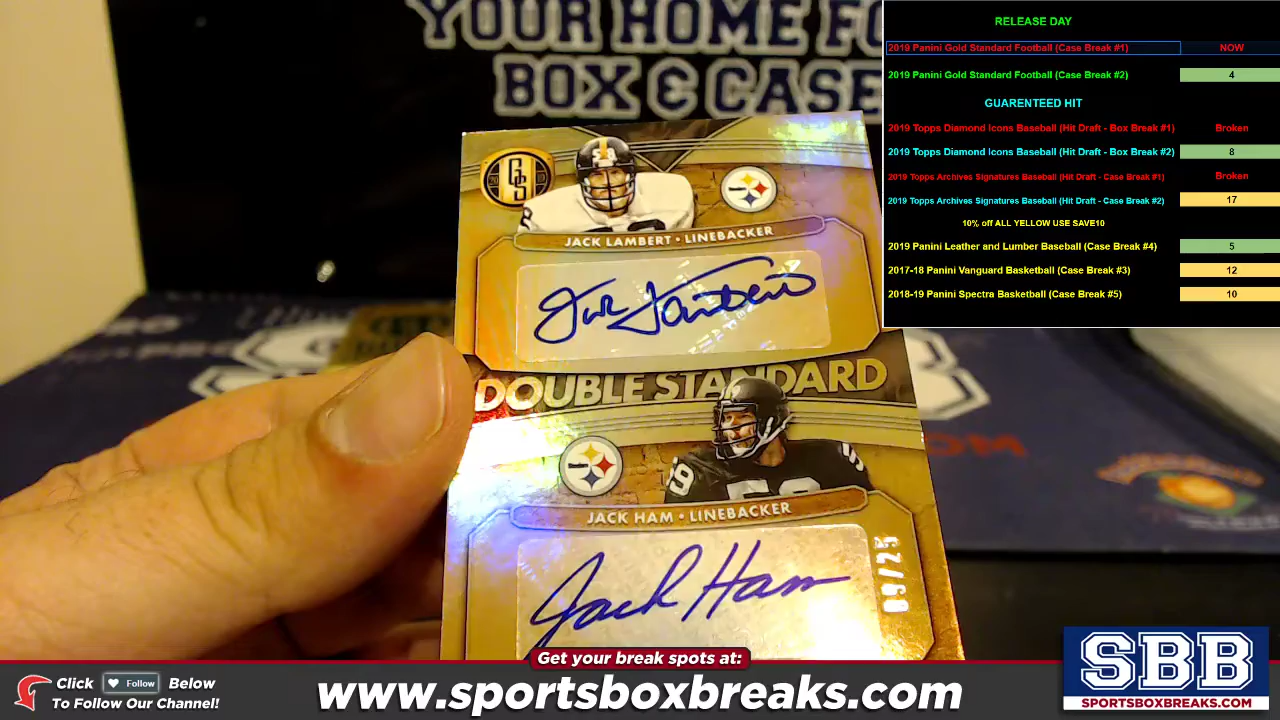 YOUR HOME FO
BOX & CASE
GS
58
JACK LAMBERT • LINEBACKER
Jack Lambert
DOUBLE STANDARD
59
JACK HAM • LINEBACKER
Jack Ham
09/25
RELEASE DAY
2019 Panini Gold Standard Football (Case Break #1) NOW
2019 Panini Gold Standard Football (Case Break #2) 4
GUARENTEED HIT
2019 Topps Diamond Icons Baseball (Hit Draft - Box Break #1) Broken
2019 Topps Diamond Icons Baseball (Hit Draft - Box Break #2) 8
2019 Topps Archives Signatures Baseball (Hit Draft - Case Break #1) Broken
2019 Topps Archives Signatures Baseball (Hit Draft - Case Break #2) 17
10% off ALL YELLOW USE SAVE10
2019 Panini Leather and Lumber Baseball (Case Break #4) 5
2017-18 Panini Vanguard Basketball (Case Break #3) 12
2018-19 Panini Spectra Basketball (Case Break #5) 10
Get your break spots at:
Click Follow Below
To Follow Our Channel!
www.sportsboxbreaks.com
SBB
SPORTSBOXBREAKS.COM